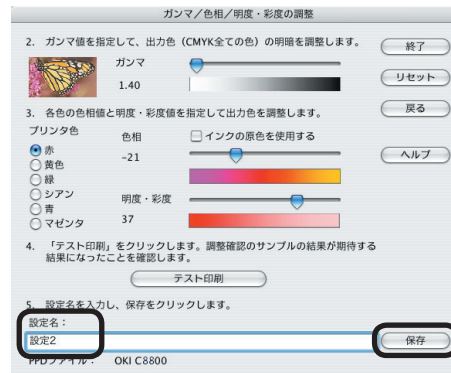 ガンマ／色相／明度・彩度の調整
2. ガンマ値を指定して、出力色（CMYK全ての色）の明暗を調整します。
終了
ガンマ
リセット
1.40
戻る
3. 各色の色相値と明度・彩度値を指定して出力色を調整します。
プリンタ色
色相
インクの原色を使用する
赤
-21
ヘルプ
黄色
緑
シアン
明度・彩度
青
37
マゼンタ
4. 「テスト印刷」をクリックします。調整確認のサンプルの結果が期待する
結果になったことを確認します。
テスト印刷
5. 設定名を入力し、保存をクリックします。
設定名：
設定2
保存
PPDファイル： OKI C8800